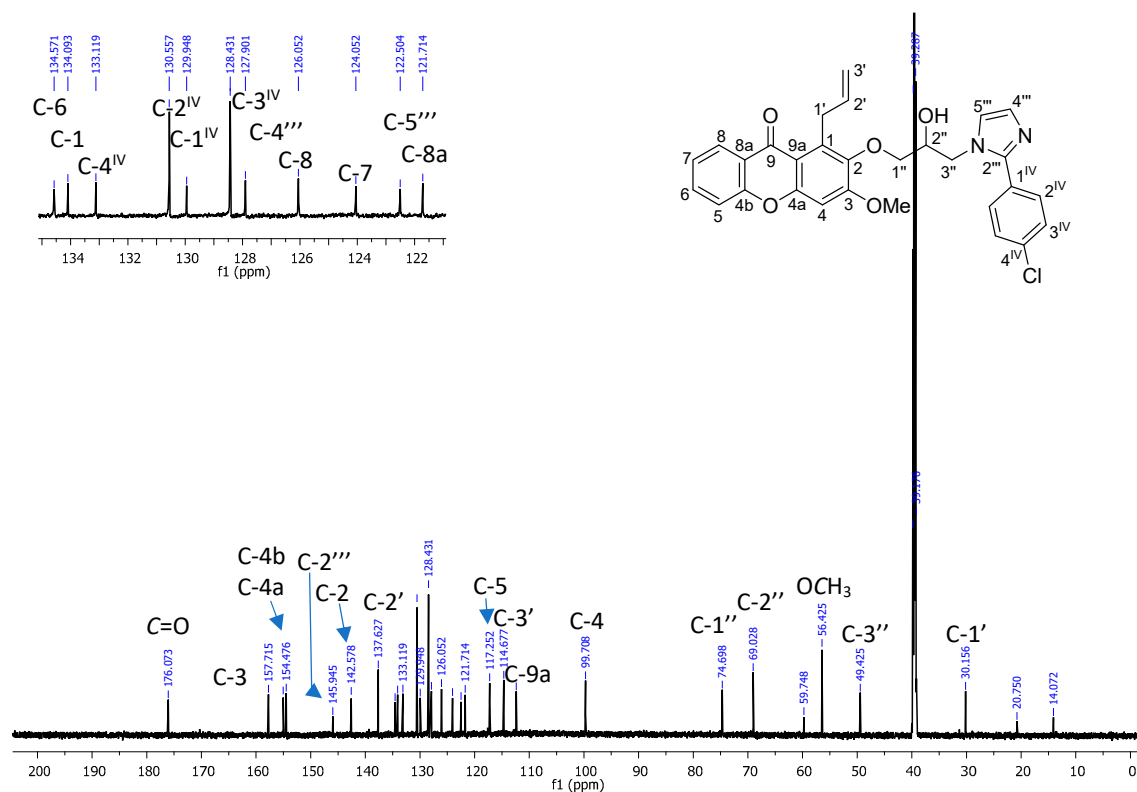 134.571
134.093
133.119
130.557
129.948
128.431
127.901
126.052
124.052
122.504
121.714
C-6
C-1
C-4ᴵⱽ
C-2ᴵⱽ
C-1ᴵⱽ
C-3ᴵⱽ
C-4'''
C-8
C-7
C-5'''
C-8a
134 132 130 128 126 124 122
f1 (ppm)
39.287
39.170
3'
2'
1'
O
OH
5'''
4'''
8
8a
9
9a
1
2
O
1''
2''
3''
N
N
2'''
7
6
5
4b
O
4a
4
3
OMe
1ᴵⱽ
2ᴵⱽ
3ᴵⱽ
4ᴵⱽ
Cl
C=O
C-3
C-4b
C-4a
C-2'''
C-2
C-2'
C-5
C-3'
C-9a
C-4
C-1''
C-2''
OCH3
C-3''
C-1'
176.073
157.715
154.476
145.945
142.578
137.627
133.119
129.948
128.431
126.052
121.714
117.252
114.677
99.708
74.698
69.028
59.748
56.425
49.425
30.156
20.750
14.072
200 190 180 170 160 150 140 130 120 110 100 90 80 70 60 50 40 30 20 10 0
f1 (ppm)